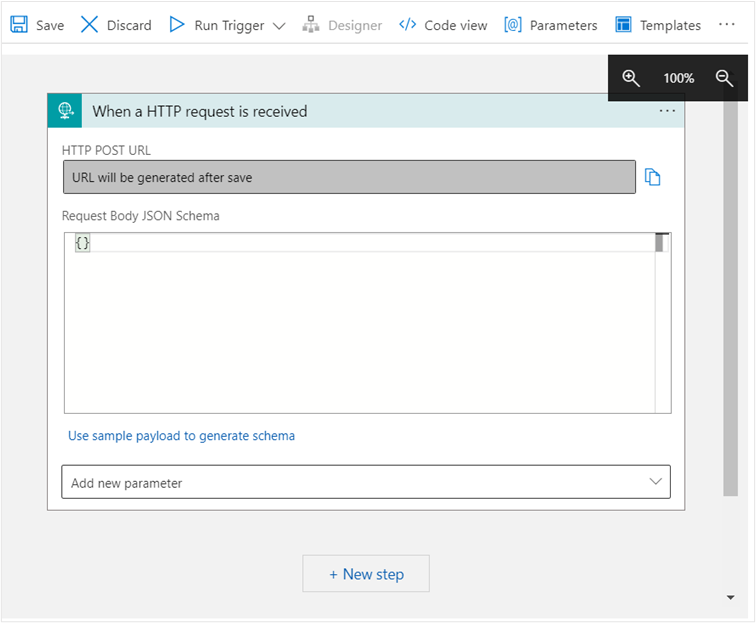 Save Discard Run Trigger Designer </> Code view [@] Parameters Templates ...
100%
When a HTTP request is received ...
HTTP POST URL
URL will be generated after save
Request Body JSON Schema
{}
Use sample payload to generate schema
Add new parameter
+ New step